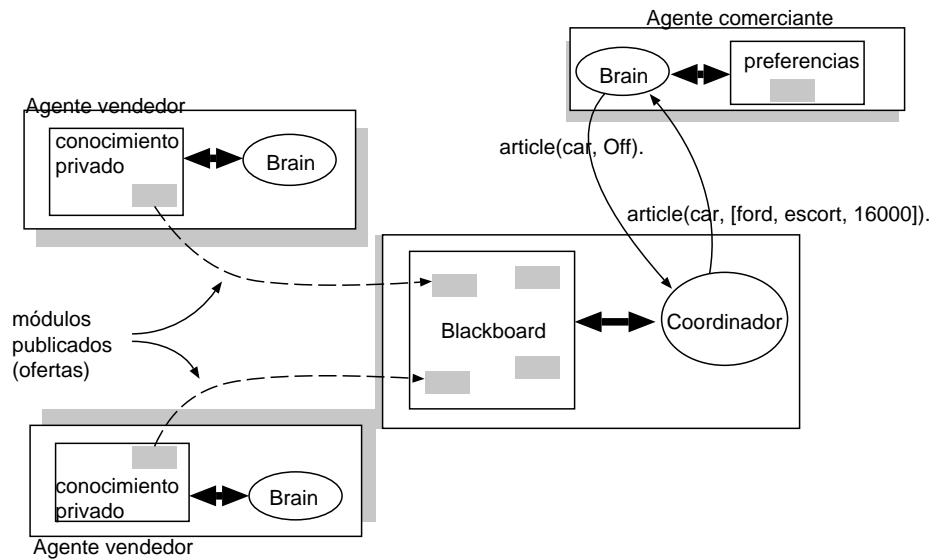 Agente comerciante
Brain
preferencias
Agente vendedor
conocimiento
privado
Brain
article(car, Off).
article(car, [ford, escort, 16000]).
módulos
publicados
(ofertas)
Blackboard
Coordinador
conocimiento
privado
Brain
Agente vendedor